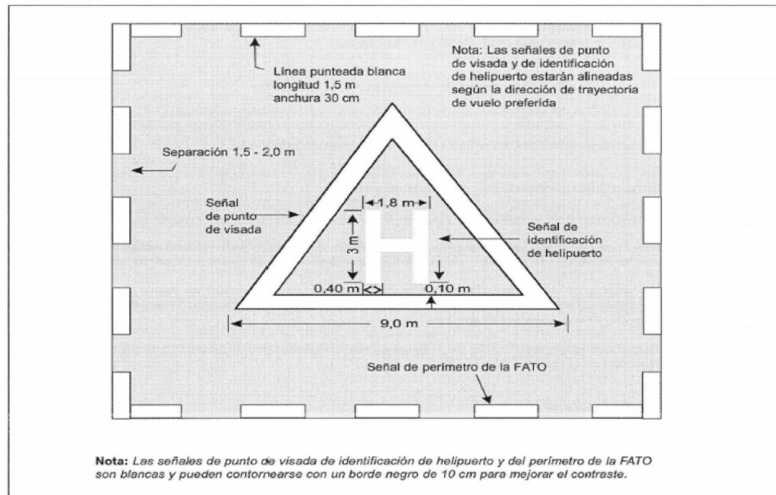 Línea punteada blanca
longitud 1,5 m
anchura 30 cm
Nota: Las señales de punto
de visada y de identificación
de helipuerto estarán alineadas
según la dirección de trayectoria
de vuelo preferida
Separación 1,5 - 2,0 m
Señal
de punto
de visada
1,8 m
3 m
H
Señal de
identificación
de helipuerto
0,40 m
0,10 m
9,0 m
Señal de perímetro de la FATO
Nota: Las señales de punto de visada de identificación de helipuerto y del perímetro de la FATO
son blancas y pueden contornearse con un borde negro de 10 cm para mejorar el contraste.